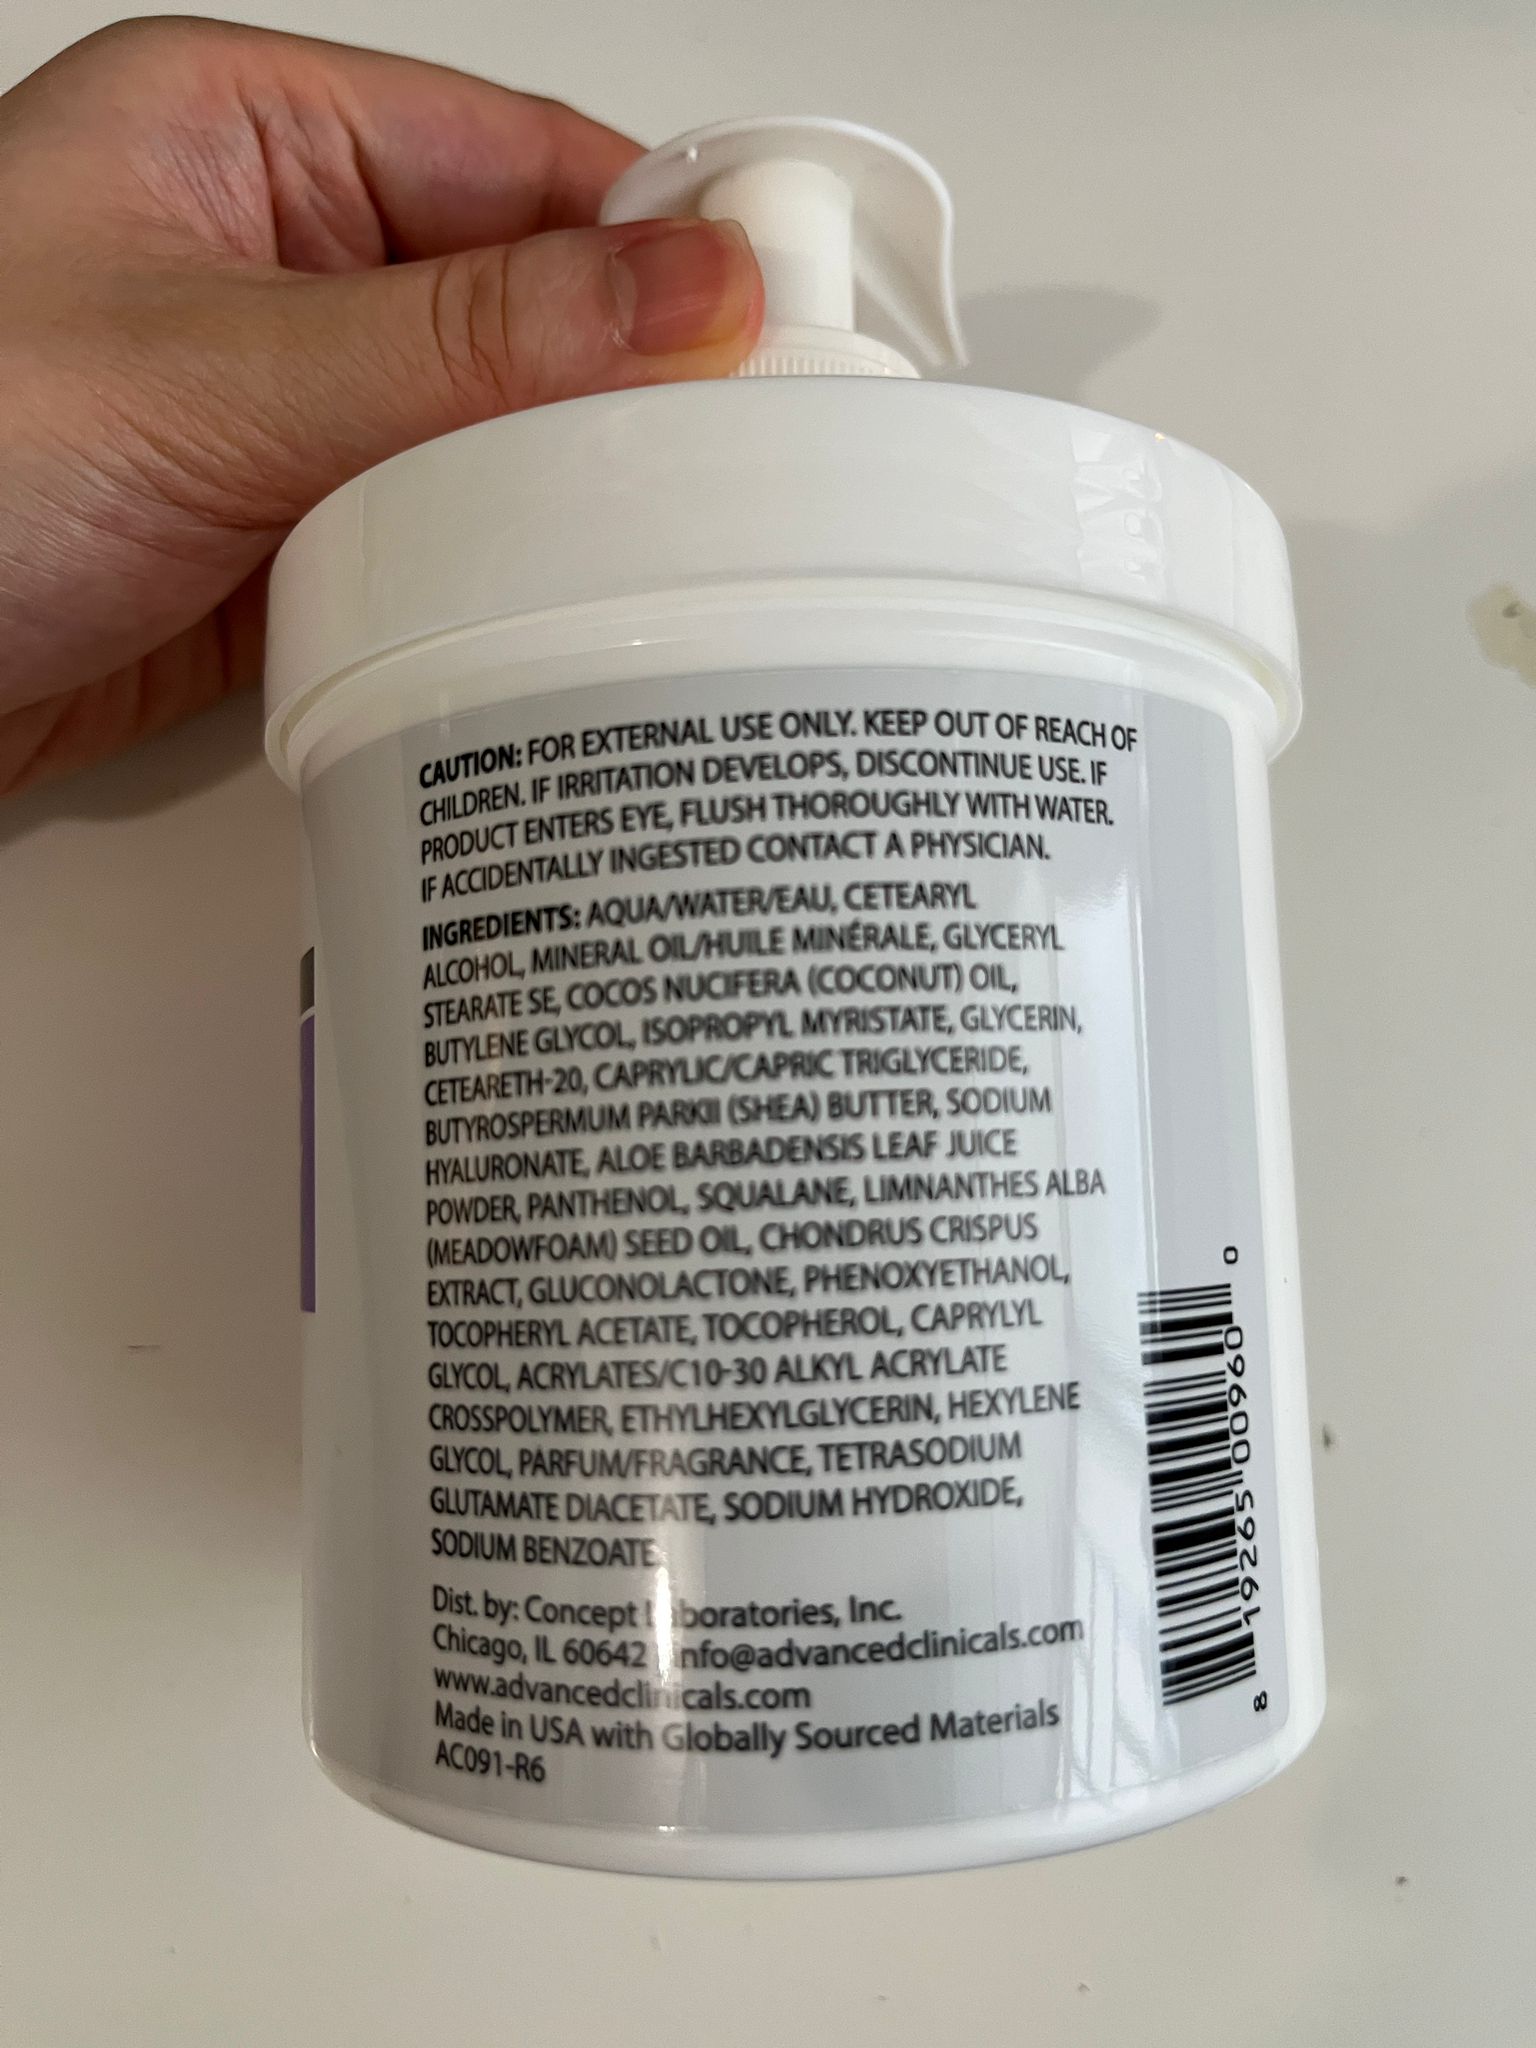 CAUTION: FOR EXTERNAL USE ONLY. KEEP OUT OF REACH OF
CHILDREN. IF IRRITATION DEVELOPS, DISCONTINUE USE. IF
PRODUCT ENTERS EYE, FLUSH THOROUGHLY WITH WATER.
IF ACCIDENTALLY INGESTED CONTACT A PHYSICIAN.
INGREDIENTS: AQUA/WATER/EAU, CETEARYL
ALCOHOL, MINERAL OIL/HUILE MINÉRALE, GLYCERYL
STEARATE SE, COCOS NUCIFERA (COCONUT) OIL,
BUTYLENE GLYCOL, ISOPROPYL MYRISTATE, GLYCERIN,
CETEARETH-20, CAPRYLIC/CAPRIC TRIGLYCERIDE,
BUTYROSPERMUM PARKII (SHEA) BUTTER, SODIUM
HYALURONATE, ALOE BARBADENSIS LEAF JUICE
POWDER, PANTHENOL, SQUALANE, LIMNANTHES ALBA
(MEADOWFOAM) SEED OIL, CHONDRUS CRISPUS
EXTRACT, GLUCONOLACTONE, PHENOXYETHANOL,
TOCOPHERYL ACETATE, TOCOPHEROL, CAPRYLYL
GLYCOL, ACRYLATES/C10-30 ALKYL ACRYLATE
CROSSPOLYMER, ETHYLHEXYLGLYCERIN, HEXYLENE
GLYCOL, PARFUM/FRAGRANCE, TETRASODIUM
GLUTAMATE DIACETATE, SODIUM HYDROXIDE,
SODIUM BENZOATE.
Dist. by: Concept Laboratories, Inc.
Chicago, IL 60642 info@advancedclinicals.com
www.advancedclinicals.com
Made in USA with Globally Sourced Materials
AC091-R6
8 19265 00960 0